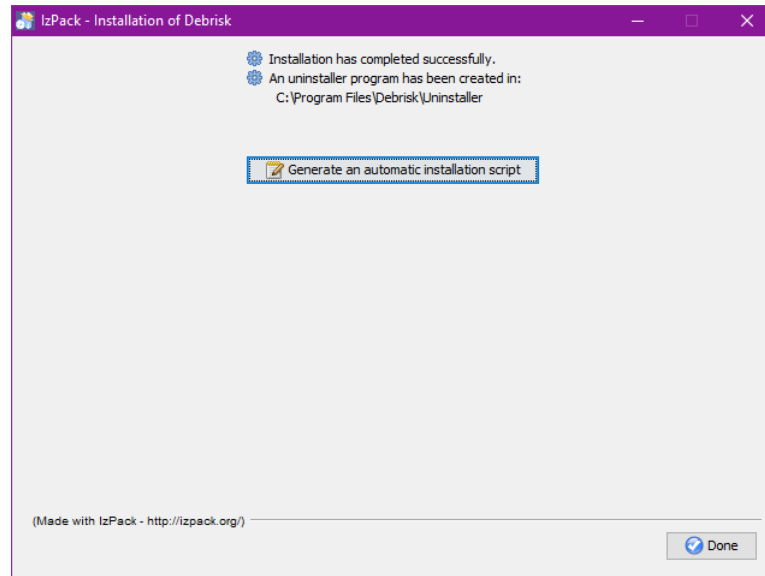 IzPack - Installation of Debrisk
Installation has completed successfully.
An uninstaller program has been created in:
C:\Program Files\Debrisk\Uninstaller
Generate an automatic installation script
(Made with IzPack - http://izpack.org/)
Done